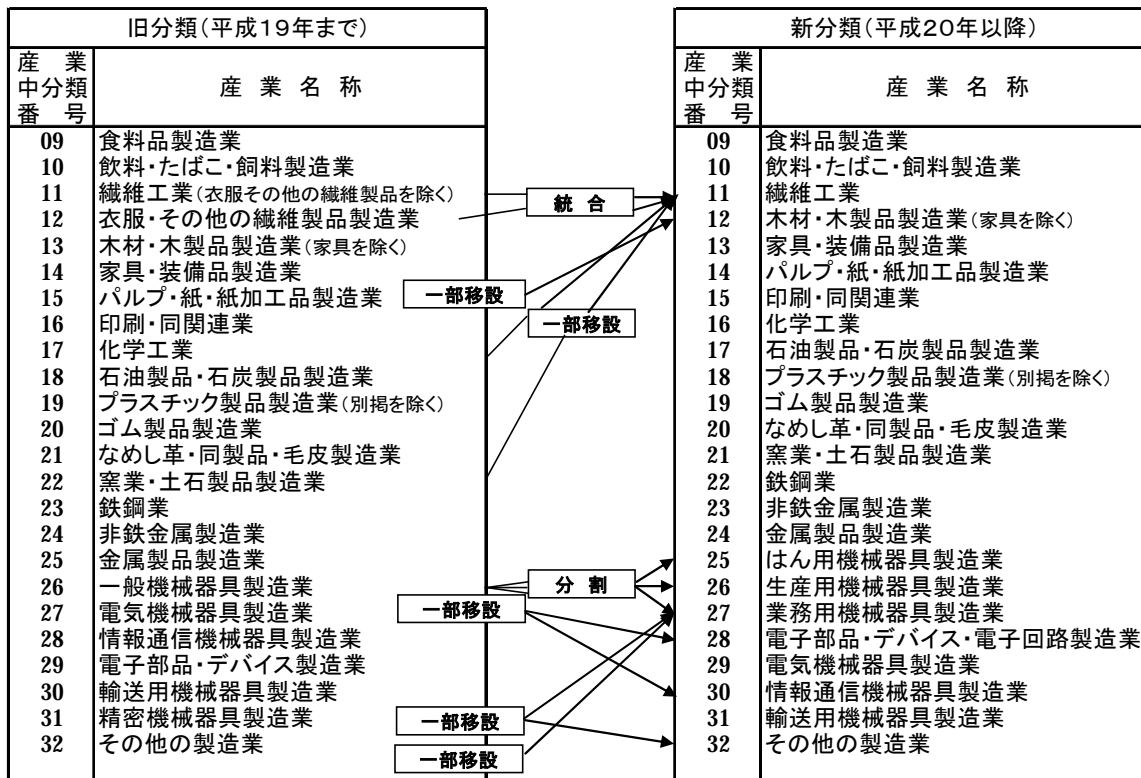 旧分類(平成19年まで)
産 業
中分類
番 号
産 業 名 称
09 食料品製造業
10 飲料・たばこ・飼料製造業
11 繊維工業(衣服その他の繊維製品を除く)
12 衣服・その他の繊維製品製造業
13 木材・木製品製造業(家具を除く)
14 家具・装備品製造業
15 パルプ・紙・紙加工品製造業
16 印刷・同関連業
17 化学工業
18 石油製品・石炭製品製造業
19 プラスチック製品製造業(別掲を除く)
20 ゴム製品製造業
21 なめし革・同製品・毛皮製造業
22 窯業・土石製品製造業
23 鉄鋼業
24 非鉄金属製造業
25 金属製品製造業
26 一般機械器具製造業
27 電気機械器具製造業
28 情報通信機械器具製造業
29 電子部品・デバイス製造業
30 輸送用機械器具製造業
31 精密機械器具製造業
32 その他の製造業
統 合
一部移設
一部移設
分 割
一部移設
一部移設
一部移設
新分類(平成20年以降)
産 業
中分類
番 号
産 業 名 称
09 食料品製造業
10 飲料・たばこ・飼料製造業
11 繊維工業
12 木材・木製品製造業(家具を除く)
13 家具・装備品製造業
14 パルプ・紙・紙加工品製造業
15 印刷・同関連業
16 化学工業
17 石油製品・石炭製品製造業
18 プラスチック製品製造業(別掲を除く)
19 ゴム製品製造業
20 なめし革・同製品・毛皮製造業
21 窯業・土石製品製造業
22 鉄鋼業
23 非鉄金属製造業
24 金属製品製造業
25 はん用機械器具製造業
26 生産用機械器具製造業
27 業務用機械器具製造業
28 電子部品・デバイス・電子回路製造業
29 電気機械器具製造業
30 情報通信機械器具製造業
31 輸送用機械器具製造業
32 その他の製造業